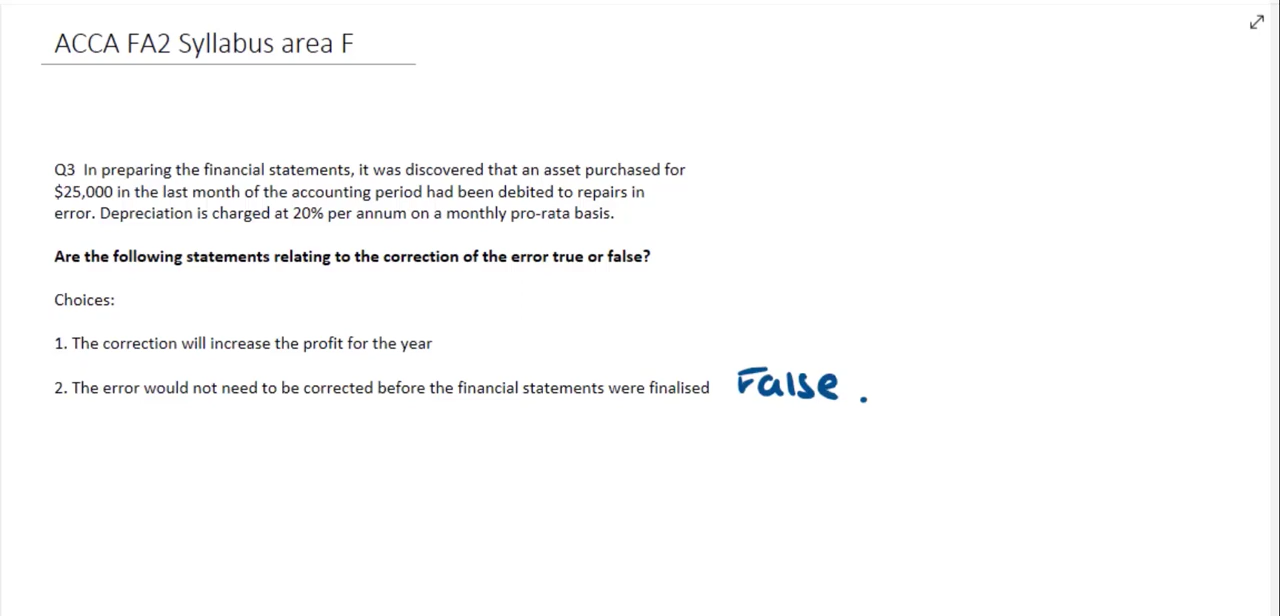 ACCA FA2 Syllabus area F
Q3 In preparing the financial statements, it was discovered that an asset purchased for
$25,000 in the last month of the accounting period had been debited to repairs in
error. Depreciation is charged at 20% per annum on a monthly pro-rata basis.
Are the following statements relating to the correction of the error true or false?
Choices:
1. The correction will increase the profit for the year
2. The error would not need to be corrected before the financial statements were finalised False.